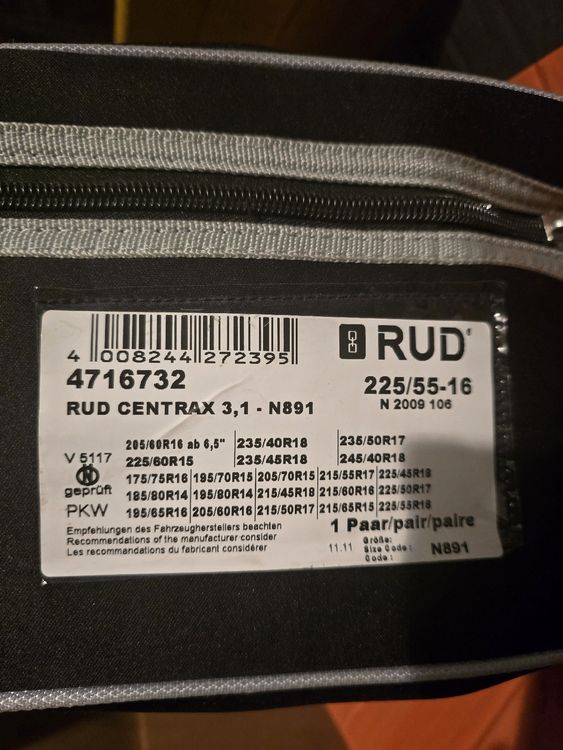 4 008244 272395
RUD
4716732
225/55-16
RUD CENTRAX 3,1 - N891
N 2009 106
205/60R16 ab 6,5" 235/40R18 235/50R17
V 5117 225/60R15 235/45R18 245/40R18
N
geprüft
PKW
175/75R16 195/70R15 205/70R15 215/55R17 225/45R18
185/80R14 195/80R14 215/45R18 215/60R16 225/50R17
195/65R16 205/60R16 215/50R17 215/65R15 225/55R16
Empfehlungen des Fahrzeugherstellers beachten
Recommendations of the manufacturer consider
Les recommandations du fabricant considérer
1 Paar/pair/paire
11.11
Größe:
Size Code: N891
Code: